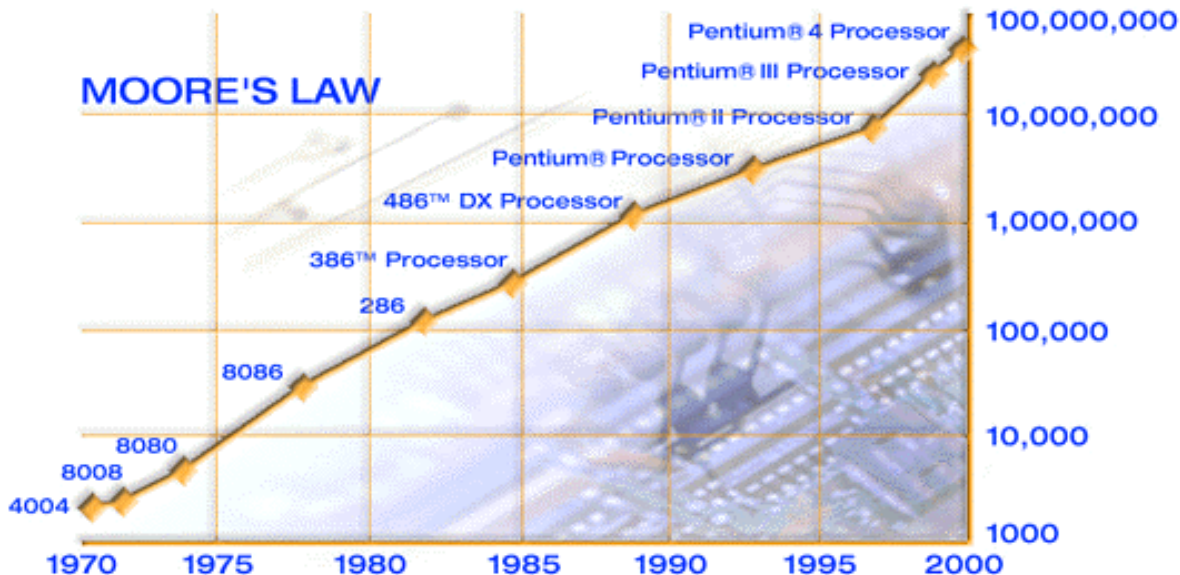 Pentium® 4 Processor
100,000,000
Pentium® III Processor
MOORE'S LAW
Pentium® II Processor
10,000,000
Pentium® Processor
486™ DX Processor
1,000,000
386™ Processor
286
100,000
8086
8080
10,000
8008
4004
1000
1970 1975 1980 1985 1990 1995 2000